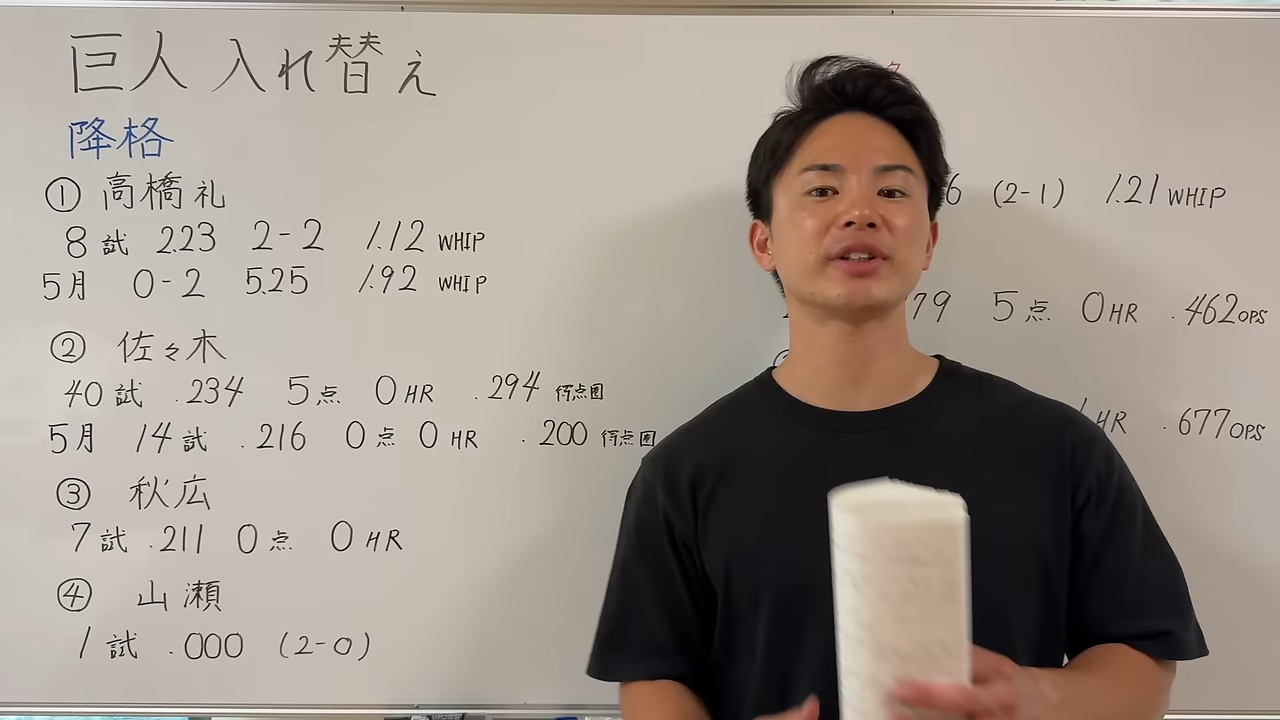 巨人 入れ替え
降格
① 高橋礼
8試 2.23 2-2 1.12 WHIP
5月 0-2 5.25 1.92 WHIP
② 佐々木
40試 .234 5点 0HR .294 得点圏
5月 14試 .216 0点 0HR .200 得点圏
③ 秋広
7試 .211 0点 0HR
④ 山瀬
1試 .000 (2-0)
6 (2-1) 1.21 WHIP
79 5点 0HR .462 OPS
HR .677 OPS